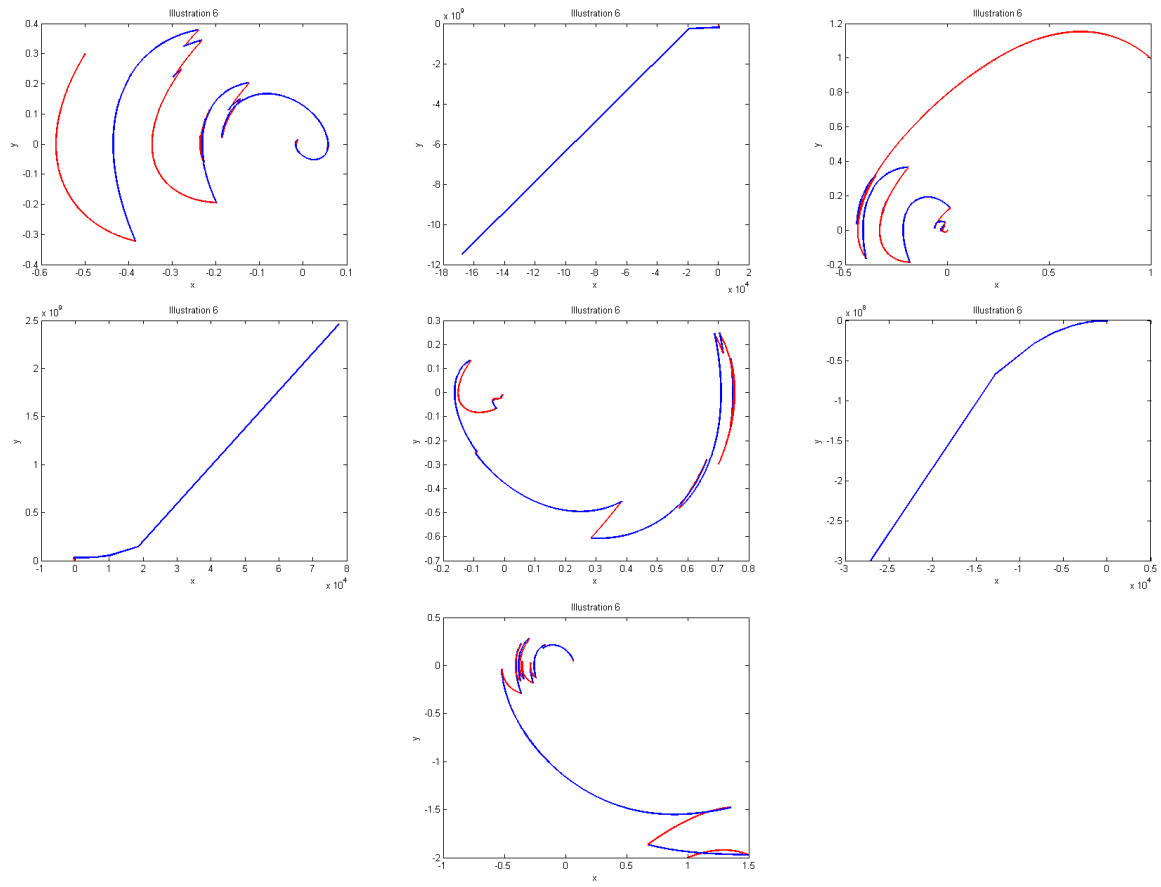 Illustration 6
0.4
0.3
0.2
0.1
0
-0.1
-0.2
-0.3
-0.4
y
-0.6 -0.5 -0.4 -0.3 -0.2 -0.1 0 0.1
x
Illustration 6
x 10^9
0
-2
-4
-6
-8
-10
-12
y
-16 -14 -12 -10 -8 -6 -4 -2 0 2
x
x 10^4
Illustration 6
1.2
1
0.8
0.6
0.4
0.2
0
-0.2
y
-0.5 0 0.5 1
x
Illustration 6
x 10^9
2.5
2
1.5
1
0.5
0
y
-1 0 1 2 3 4 5 6 7 8
x
x 10^4
Illustration 6
0.3
0.2
0.1
0
-0.1
-0.2
-0.3
-0.4
-0.5
-0.6
-0.7
y
-0.2 -0.1 0 0.1 0.2 0.3 0.4 0.5 0.6 0.7 0.8
x
Illustration 6
x 10^8
0
-0.5
-1
-1.5
-2
-2.5
-3
y
-3 -2.5 -2 -1.5 -1 -0.5 0 0.5
x
x 10^4
Illustration 6
0.5
0
-0.5
-1
-1.5
-2
y
-1 -0.5 0 0.5 1 1.5
x